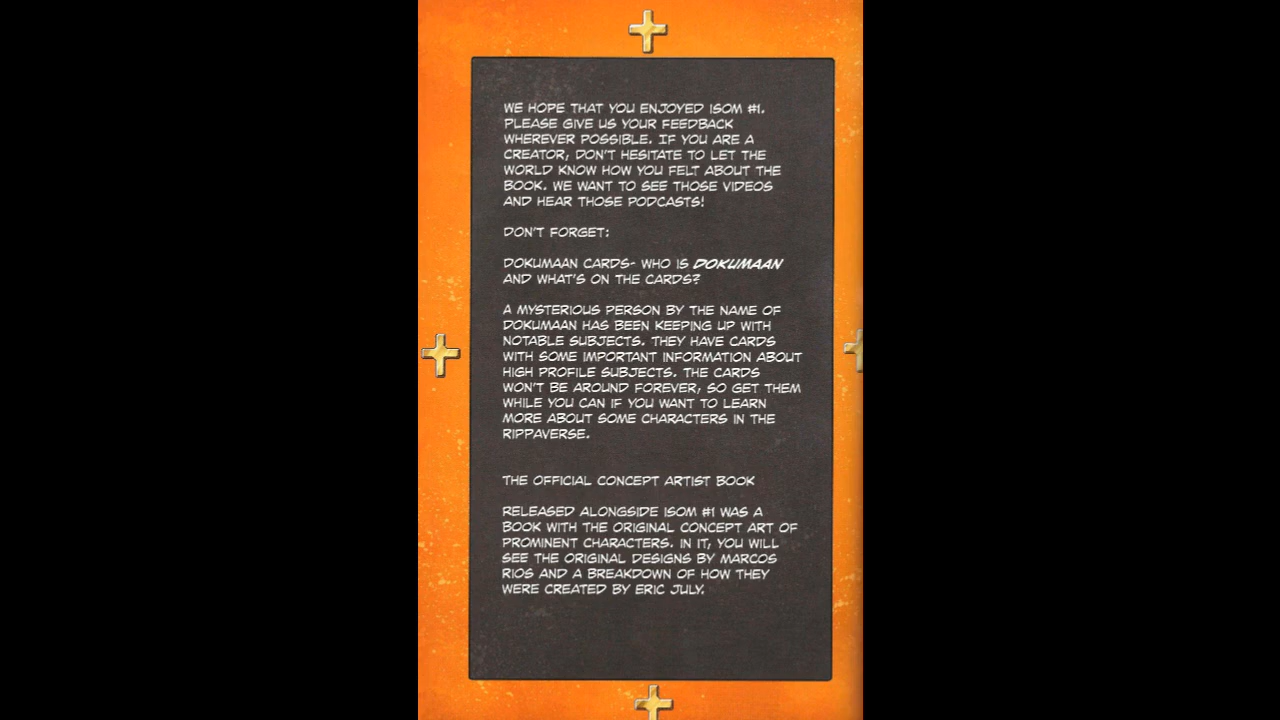 WE HOPE THAT YOU ENJOYED ISOM #1.
PLEASE GIVE US YOUR FEEDBACK
WHEREVER POSSIBLE. IF YOU ARE A
CREATOR, DON'T HESITATE TO LET THE
WORLD KNOW HOW YOU FELT ABOUT THE
BOOK. WE WANT TO SEE THOSE VIDEOS
AND HEAR THOSE PODCASTS!
DON'T FORGET:
DOKUMAAN CARDS- WHO IS DOKUMAAN
AND WHAT'S ON THE CARDS?
A MYSTERIOUS PERSON BY THE NAME OF
DOKUMAAN HAS BEEN KEEPING UP WITH
NOTABLE SUBJECTS. THEY HAVE CARDS
WITH SOME IMPORTANT INFORMATION ABOUT
HIGH PROFILE SUBJECTS. THE CARDS
WON'T BE AROUND FOREVER, SO GET THEM
WHILE YOU CAN IF YOU WANT TO LEARN
MORE ABOUT SOME CHARACTERS IN THE
RIPPAVERSE.
THE OFFICIAL CONCEPT ARTIST BOOK
RELEASED ALONGSIDE ISOM #1 WAS A
BOOK WITH THE ORIGINAL CONCEPT ART OF
PROMINENT CHARACTERS. IN IT, YOU WILL
SEE THE ORIGINAL DESIGNS BY MARCOS
RIOS AND A BREAKDOWN OF HOW THEY
WERE CREATED BY ERIC JULY.